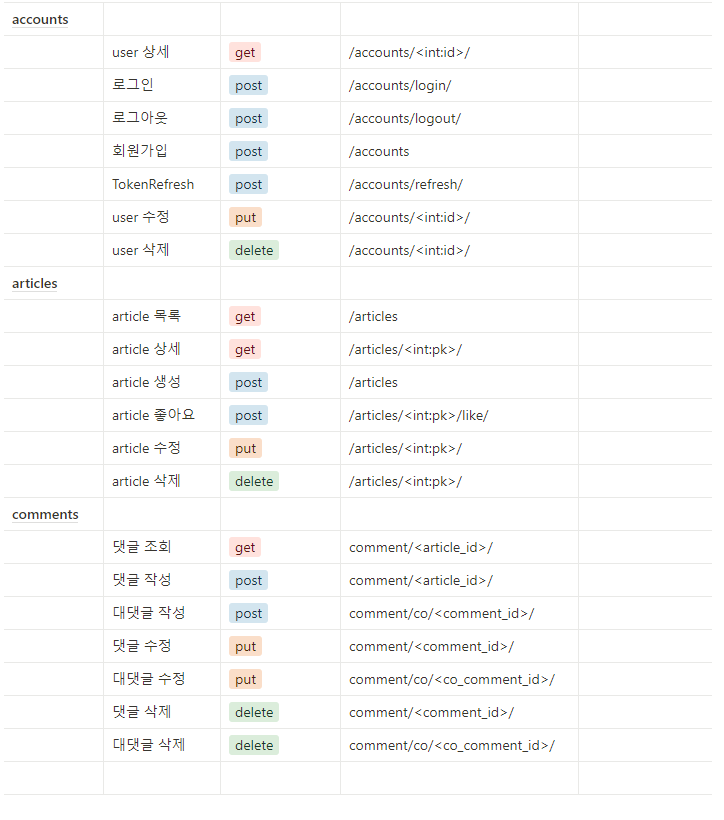 accounts
user 상세 get /accounts/<int:id>/
로그인 post /accounts/login/
로그아웃 post /accounts/logout/
회원가입 post /accounts
TokenRefresh post /accounts/refresh/
user 수정 put /accounts/<int:id>/
user 삭제 delete /accounts/<int:id>/
articles
article 목록 get /articles
article 상세 get /articles/<int:pk>/
article 생성 post /articles
article 좋아요 post /articles/<int:pk>/like/
article 수정 put /articles/<int:pk>/
article 삭제 delete /articles/<int:pk>/
comments
댓글 조회 get comment/<article_id>/
댓글 작성 post comment/<article_id>/
대댓글 작성 post comment/co/<comment_id>/
댓글 수정 put comment/<comment_id>/
대댓글 수정 put comment/co/<co_comment_id>/
댓글 삭제 delete comment/<comment_id>/
대댓글 삭제 delete comment/co/<co_comment_id>/